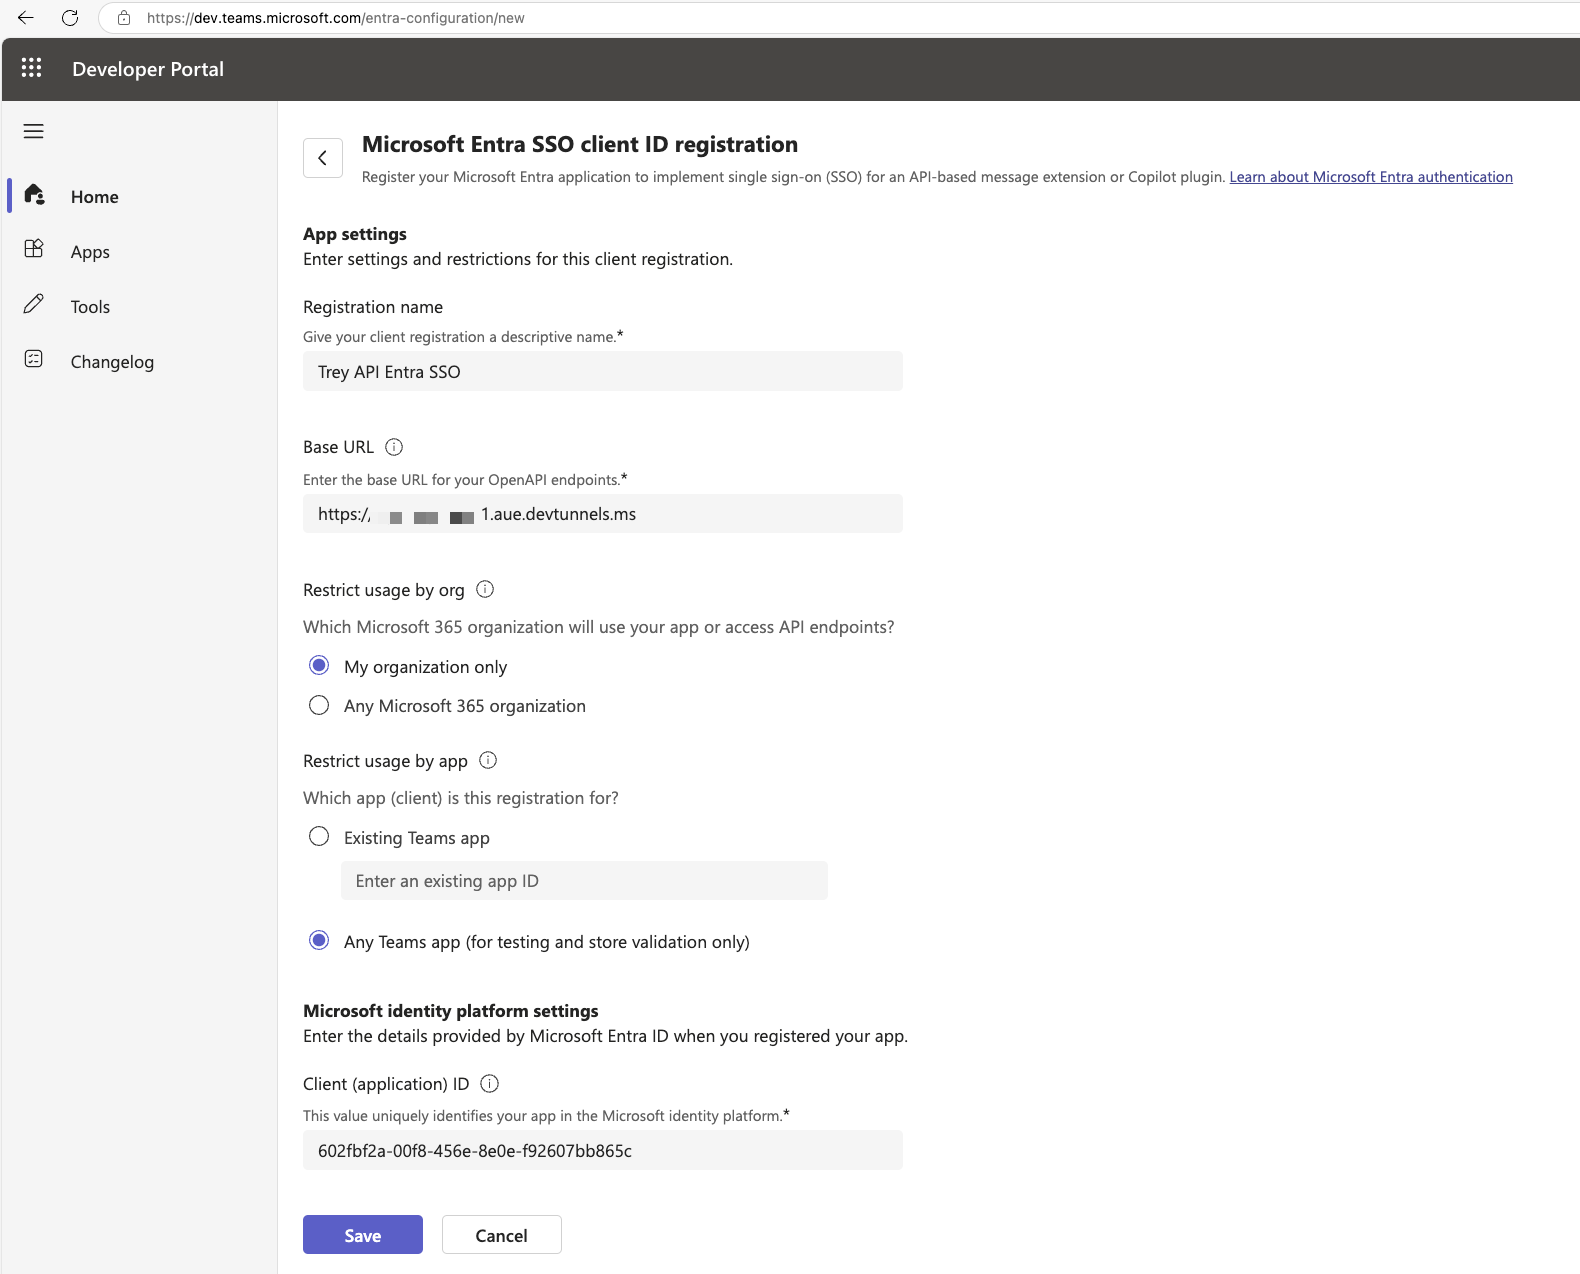 https://dev.teams.microsoft.com/entra-configuration/new
Developer Portal
Home
Apps
Tools
Changelog
Microsoft Entra SSO client ID registration
Register your Microsoft Entra application to implement single sign-on (SSO) for an API-based message extension or Copilot plugin. Learn about Microsoft Entra authentication
App settings
Enter settings and restrictions for this client registration.
Registration name
Give your client registration a descriptive name.*
Trey API Entra SSO
Base URL
Enter the base URL for your OpenAPI endpoints.*
https:// 1.aue.devtunnels.ms
Restrict usage by org
Which Microsoft 365 organization will use your app or access API endpoints?
My organization only
Any Microsoft 365 organization
Restrict usage by app
Which app (client) is this registration for?
Existing Teams app
Enter an existing app ID
Any Teams app (for testing and store validation only)
Microsoft identity platform settings
Enter the details provided by Microsoft Entra ID when you registered your app.
Client (application) ID
This value uniquely identifies your app in the Microsoft identity platform.*
602fbf2a-00f8-456e-8e0e-f92607bb865c
Save
Cancel